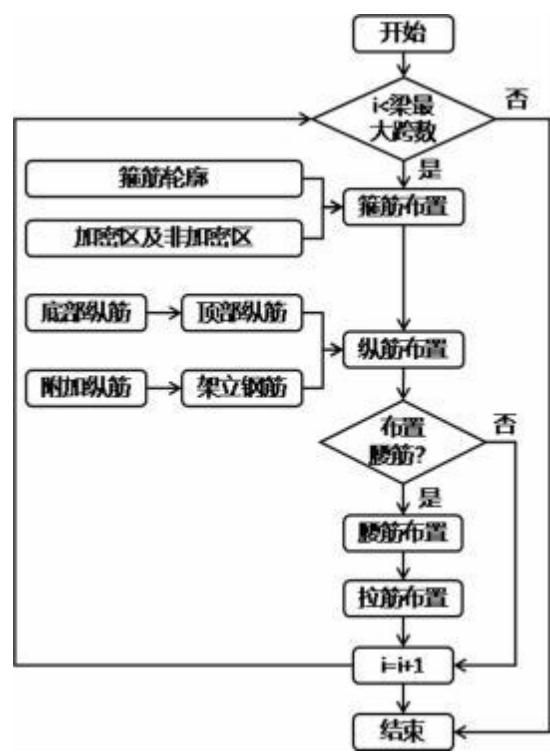 开始
i<梁最
大跨数
否
是
箍筋轮廓
加密区及非加密区
箍筋布置
底部纵筋
顶部纵筋
附加纵筋
架立钢筋
纵筋布置
布置
腰筋?
否
是
腰筋布置
拉筋布置
i=i+1
结束